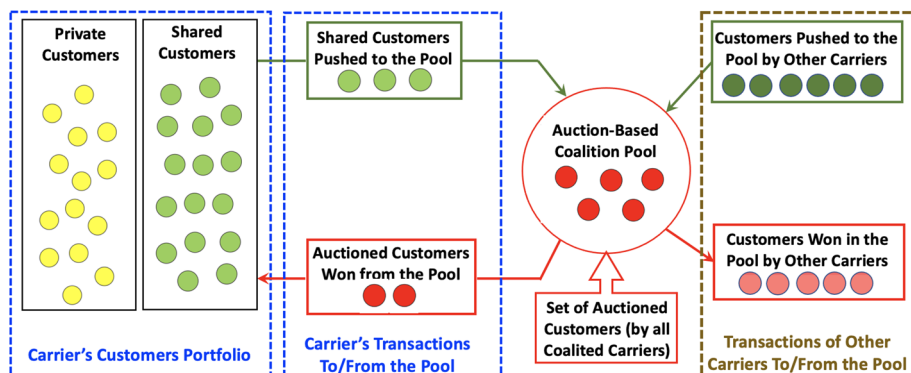 Private
Customers
Shared
Customers
Shared Customers
Pushed to the Pool
Customers Pushed to the
Pool by Other Carriers
Auction-Based
Coalition Pool
Auctioned Customers
Won from the Pool
Customers Won in the
Pool by Other Carriers
Set of Auctioned
Customers (by all
Coalited Carriers)
Carrier's Customers Portfolio
Carrier's Transactions
To/From the Pool
Transactions of Other
Carriers To/From the Pool